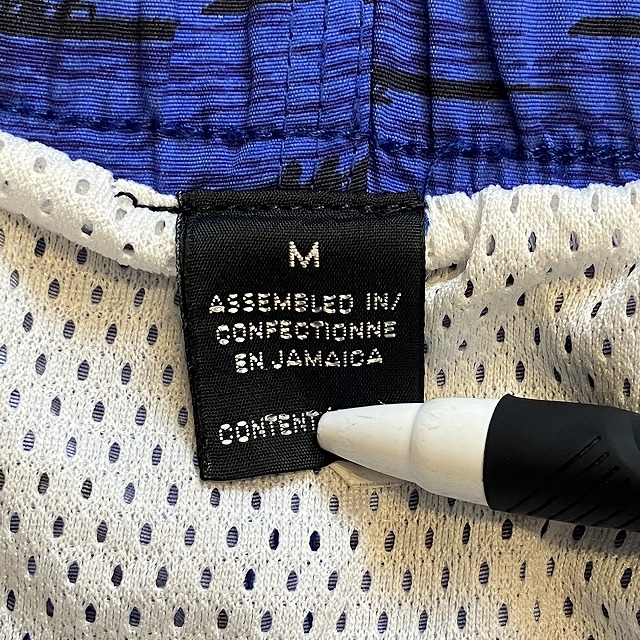 M
ASSEMBLED IN/
CONFECTIONNE
EN JAMAICA
CONTENT/